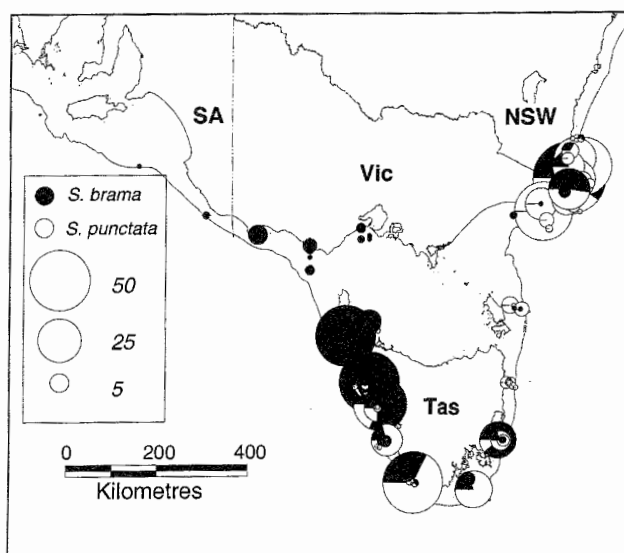 SA
NSW
Vic
S. brama
S. punctata
50
25
5
Tas
0 200 400
Kilometres